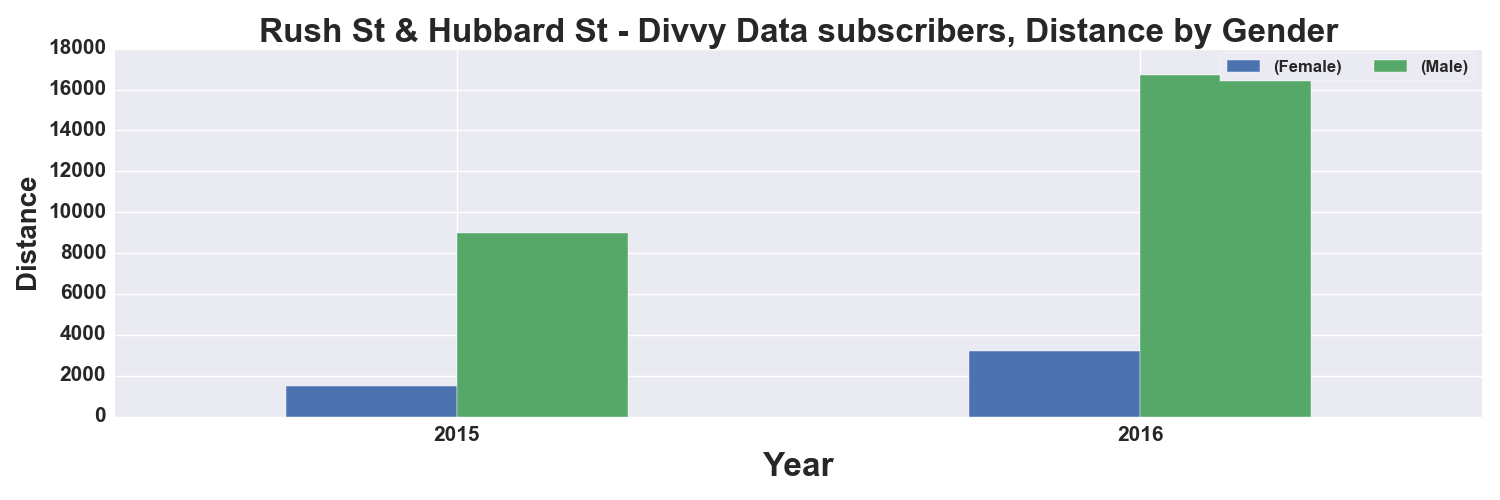 Rush St & Hubbard St - Divvy Data subscribers, Distance by Gender
18000
(Female) (Male)
16000
14000
12000
10000
8000
6000
4000
2000
0
Distance
2015 2016
Year